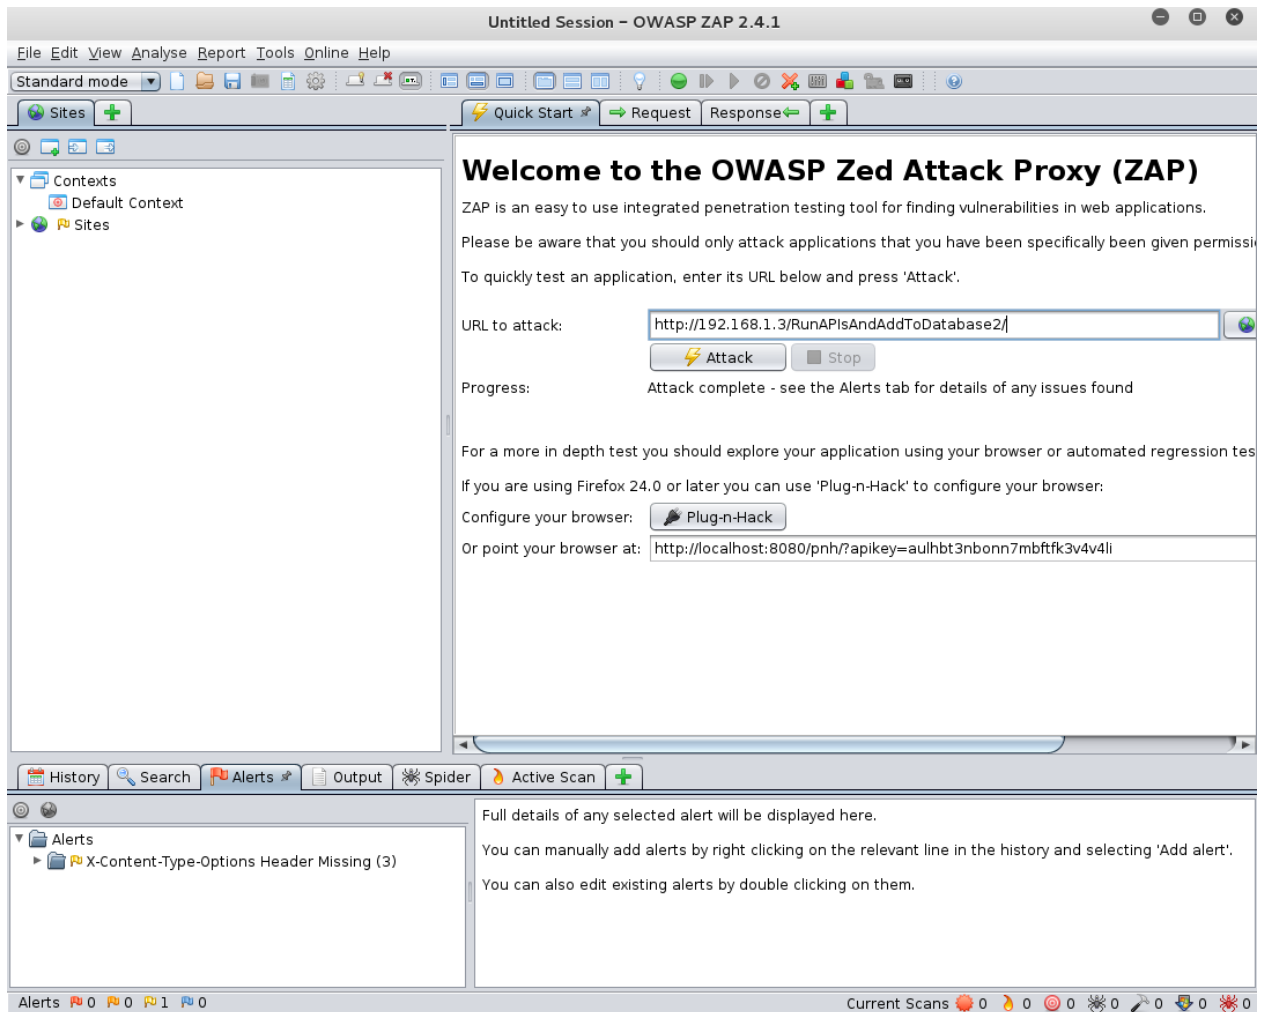 Untitled Session – OWASP ZAP 2.4.1
File Edit View Analyse Report Tools Online Help
Standard mode
Sites
Quick Start Request Response
Contexts
Default Context
Sites
Welcome to the OWASP Zed Attack Proxy (ZAP)
ZAP is an easy to use integrated penetration testing tool for finding vulnerabilities in web applications.
Please be aware that you should only attack applications that you have been specifically been given permissi
To quickly test an application, enter its URL below and press 'Attack'.
URL to attack: http://192.168.1.3/RunAPIsAndAddToDatabase2/
Attack Stop
Progress: Attack complete - see the Alerts tab for details of any issues found
For a more in depth test you should explore your application using your browser or automated regression tes
If you are using Firefox 24.0 or later you can use 'Plug-n-Hack' to configure your browser:
Configure your browser: Plug-n-Hack
Or point your browser at: http://localhost:8080/pnh/?apikey=aulhbt3nbonn7mbftfk3v4v4li
History Search Alerts Output Spider Active Scan
Alerts
X-Content-Type-Options Header Missing (3)
Full details of any selected alert will be displayed here.
You can manually add alerts by right clicking on the relevant line in the history and selecting 'Add alert'.
You can also edit existing alerts by double clicking on them.
Alerts 0 0 1 0 Current Scans 0 0 0 0 0 0 0